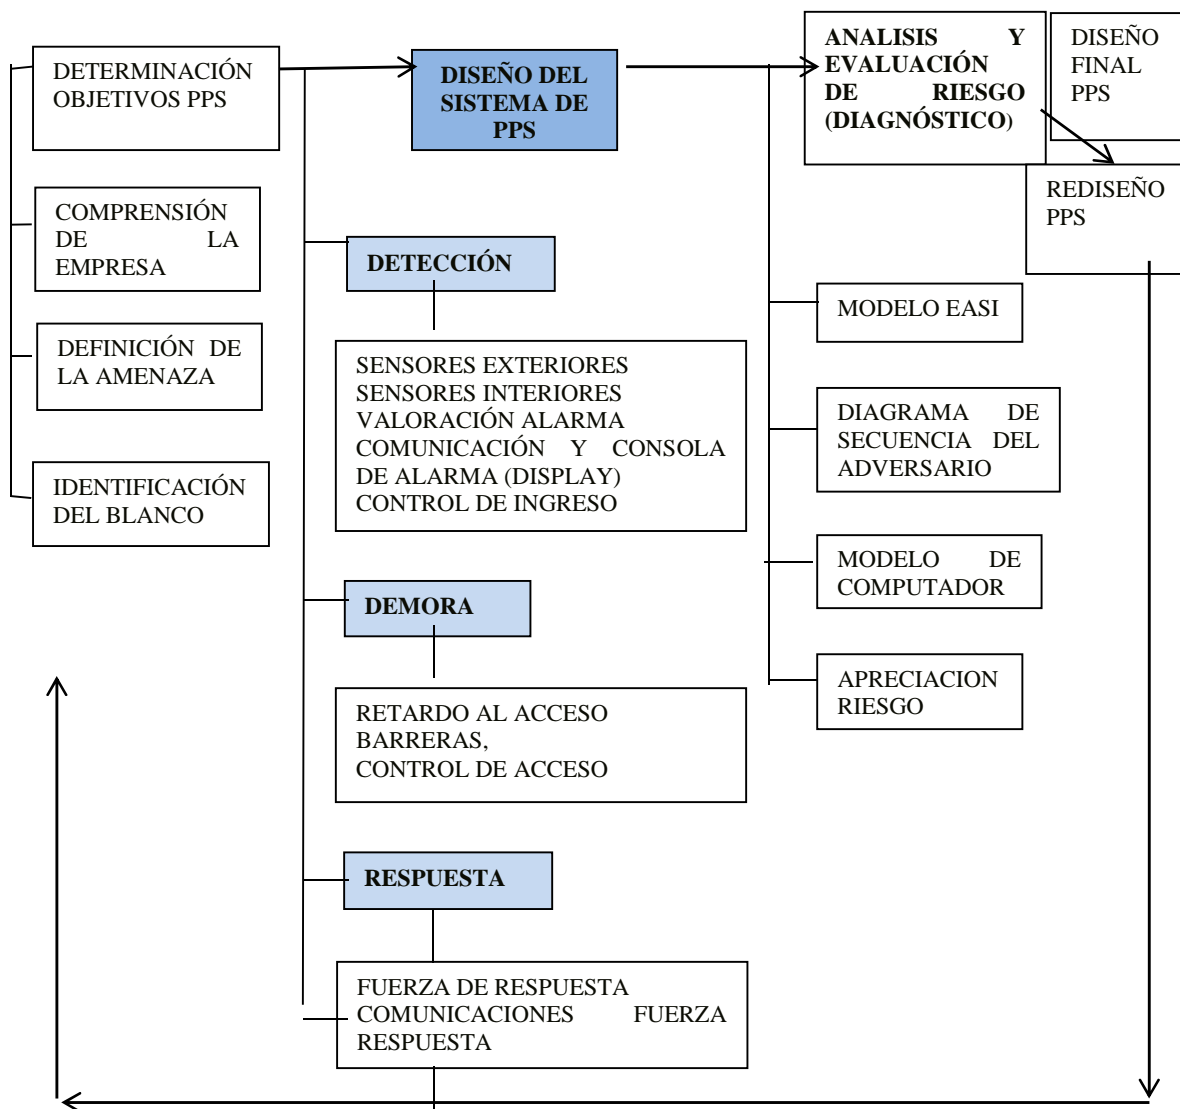 DETERMINACIÓN
OBJETIVOS PPS
COMPRENSIÓN
DE LA
EMPRESA
DEFINICIÓN DE
LA AMENAZA
IDENTIFICACIÓN
DEL BLANCO
DISEÑO DEL
SISTEMA DE
PPS
DETECCIÓN
SENSORES EXTERIORES
SENSORES INTERIORES
VALORACIÓN ALARMA
COMUNICACIÓN Y CONSOLA
DE ALARMA (DISPLAY)
CONTROL DE INGRESO
DEMORA
RETARDO AL ACCESO
BARRERAS,
CONTROL DE ACCESO
RESPUESTA
FUERZA DE RESPUESTA
COMUNICACIONES FUERZA
RESPUESTA
ANALISIS Y
EVALUACIÓN
DE RIESGO
(DIAGNÓSTICO)
MODELO EASI
DIAGRAMA DE
SECUENCIA DEL
ADVERSARIO
MODELO DE
COMPUTADOR
APRECIACION
RIESGO
DISEÑO
FINAL
PPS
REDISEÑO
PPS